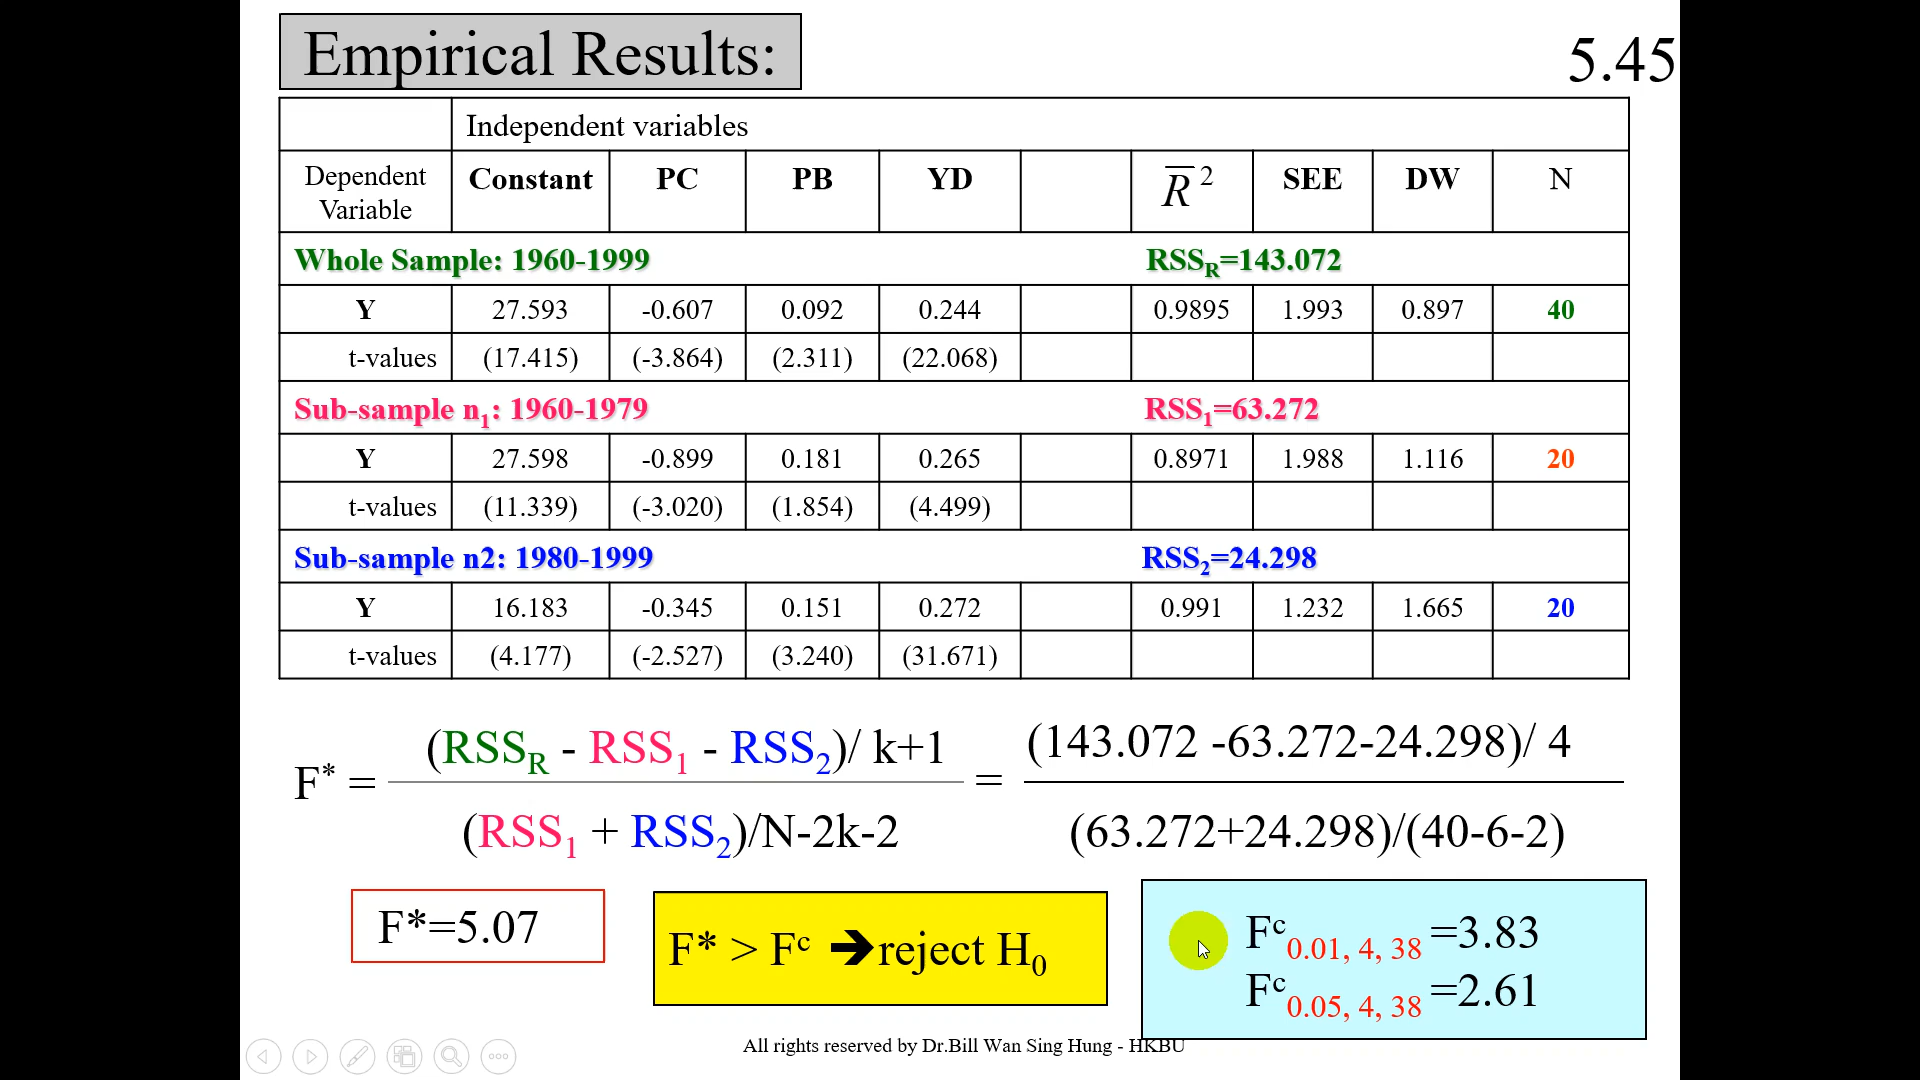 Empirical Results:
5.45
Independent variables
Dependent Variable Constant PC PB YD R̅² SEE DW N
Whole Sample: 1960-1999 RSS_R=143.072
Y 27.593 -0.607 0.092 0.244 0.9895 1.993 0.897 40
t-values (17.415) (-3.864) (2.311) (22.068)
Sub-sample n₁: 1960-1979 RSS₁=63.272
Y 27.598 -0.899 0.181 0.265 0.8971 1.988 1.116 20
t-values (11.339) (-3.020) (1.854) (4.499)
Sub-sample n2: 1980-1999 RSS₂=24.298
Y 16.183 -0.345 0.151 0.272 0.991 1.232 1.665 20
t-values (4.177) (-2.527) (3.240) (31.671)
(RSS_R - RSS₁ - RSS₂)/ k+1
F* =
(RSS₁ + RSS₂)/N-2k-2
=
(143.072 -63.272-24.298)/ 4
(63.272+24.298)/(40-6-2)
F*=5.07
F* > Fᶜ ➔reject H₀
Fᶜ 0.01, 4, 38 =3.83
Fᶜ 0.05, 4, 38 =2.61
All rights reserved by Dr.Bill Wan Sing Hung - HKBU